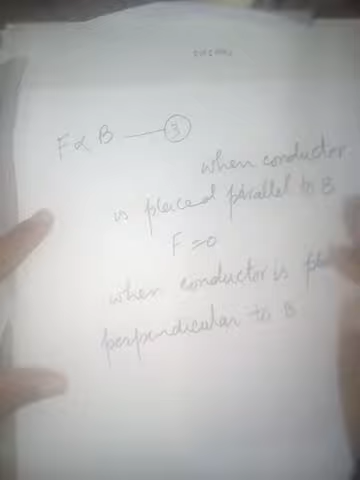 F ∝ B —— ③
when conductor
is placed parallel to B
F = 0
when conductor is
perpendicular to B